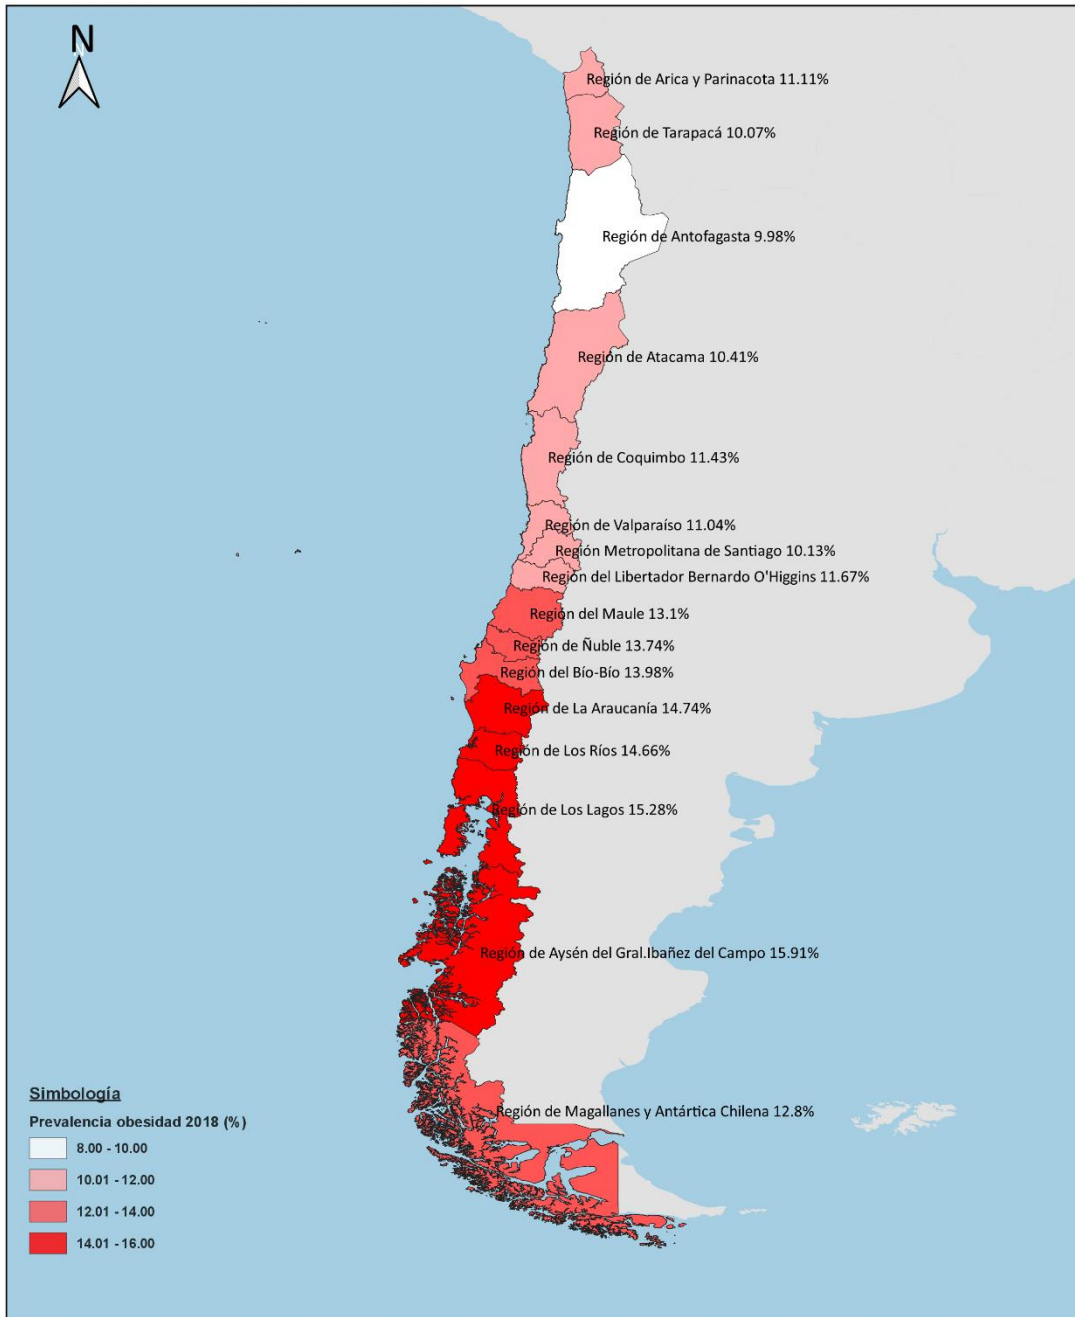 N
Región de Arica y Parinacota 11.11%
Región de Tarapacá 10.07%
Región de Antofagasta 9.98%
Región de Atacama 10.41%
Región de Coquimbo 11.43%
Región de Valparaíso 11.04%
Región Metropolitana de Santiago 10.13%
Región del Libertador Bernardo O'Higgins 11.67%
Región del Maule 13.1%
Región de Ñuble 13.74%
Región del Bío-Bío 13.98%
Región de La Araucanía 14.74%
Región de Los Ríos 14.66%
Región de Los Lagos 15.28%
Región de Aysén del Gral.Ibañez del Campo 15.91%
Región de Magallanes y Antártica Chilena 12.8%
Simbología
Prevalencia obesidad 2018 (%)
8.00 - 10.00
10.01 - 12.00
12.01 - 14.00
14.01 - 16.00